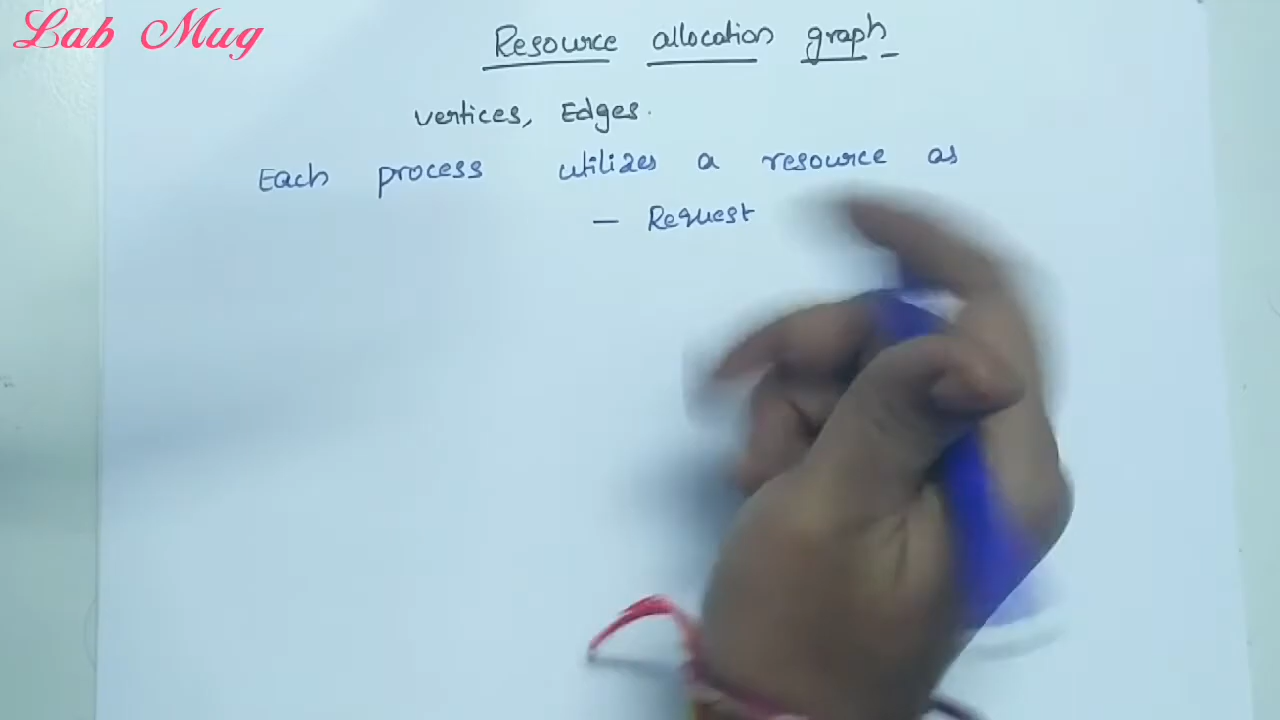 Lab Mug
Resource allocation graph
vertices, Edges.
Each process utilizes a resource as
— Request